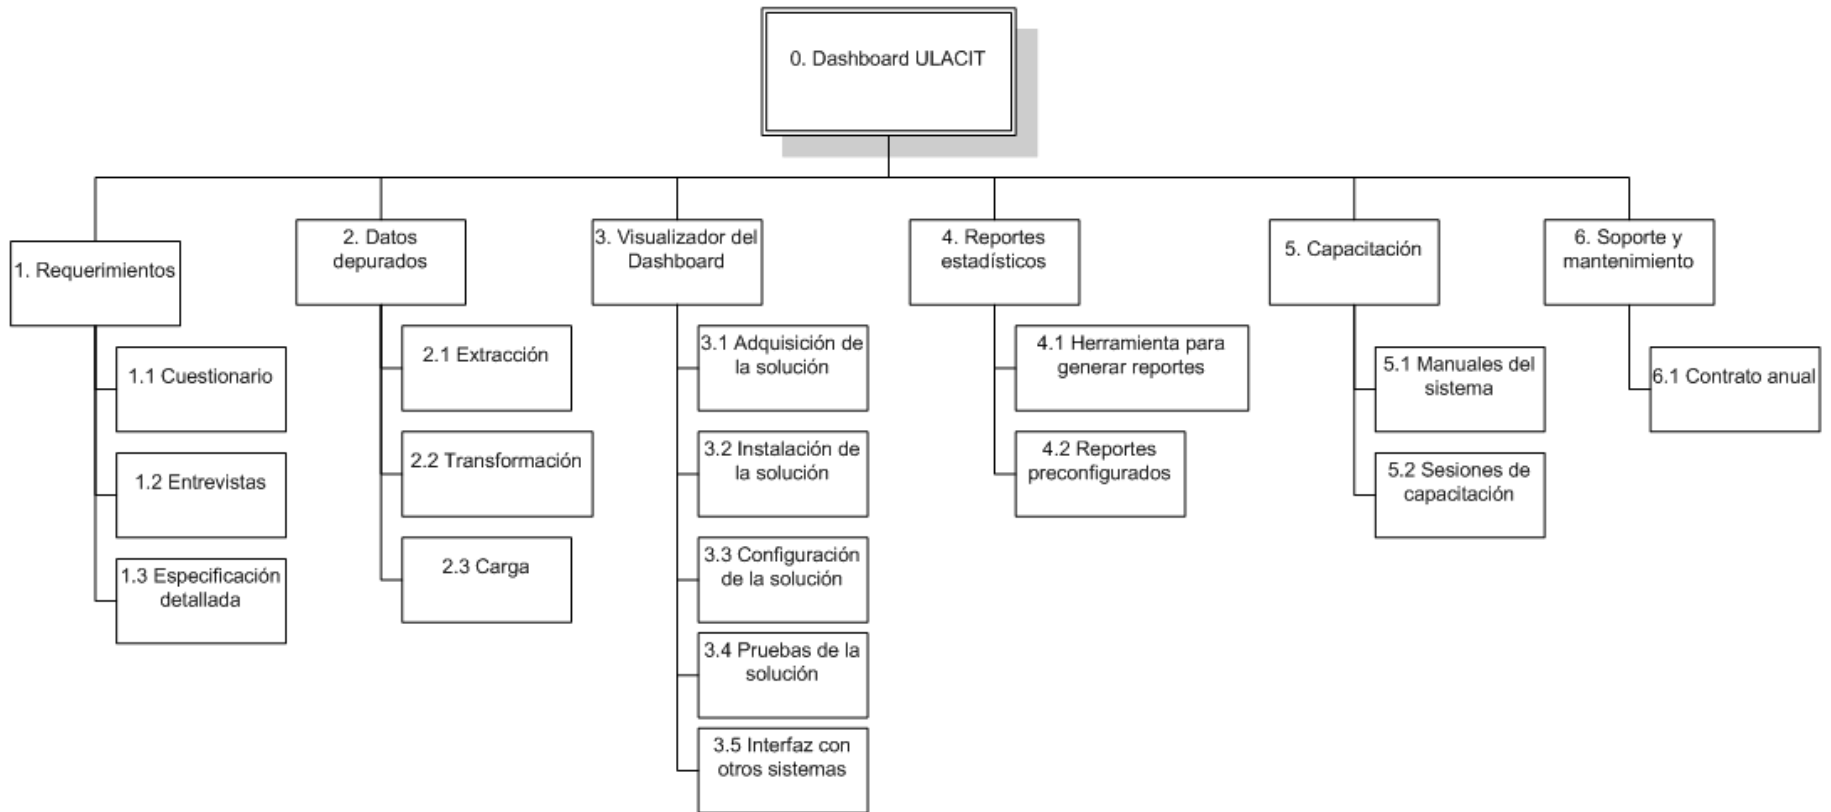 0. Dashboard ULACIT
1. Requerimientos
1.1 Cuestionario
1.2 Entrevistas
1.3 Especificación
detallada
2. Datos
depurados
2.1 Extracción
2.2 Transformación
2.3 Carga
3. Visualizador del
Dashboard
3.1 Adquisición de
la solución
3.2 Instalación de
la solución
3.3 Configuración
de la solución
3.4 Pruebas de la
solución
3.5 Interfaz con
otros sistemas
4. Reportes
estadísticos
4.1 Herramienta para
generar reportes
4.2 Reportes
preconfigurados
5. Capacitación
5.1 Manuales del
sistema
5.2 Sesiones de
capacitación
6. Soporte y
mantenimiento
6.1 Contrato anual